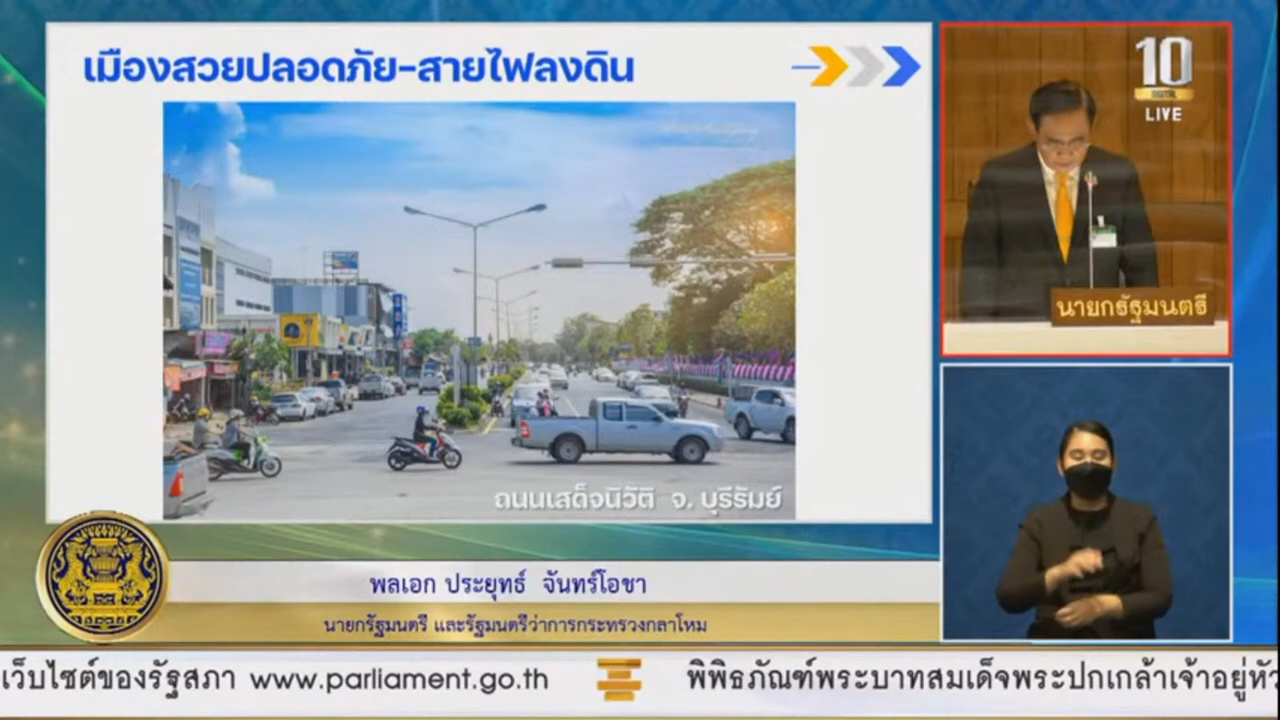 เมืองสวยปลอดภัย-สายไฟลงดิน
10
DIGITAL
LIVE
นายกรัฐมนตรี
ถนนเสด็จนิวัติ จ. บุรีรัมย์
พลเอก ประยุทธ์ จันทร์โอชา
นายกรัฐมนตรี และรัฐมนตรีว่าการกระทรวงกลาโหม
เว็บไซต์ของรัฐสภา www.parliament.go.th
พิพิธภัณฑ์พระบาทสมเด็จพระปกเกล้าเจ้าอยู่หัว